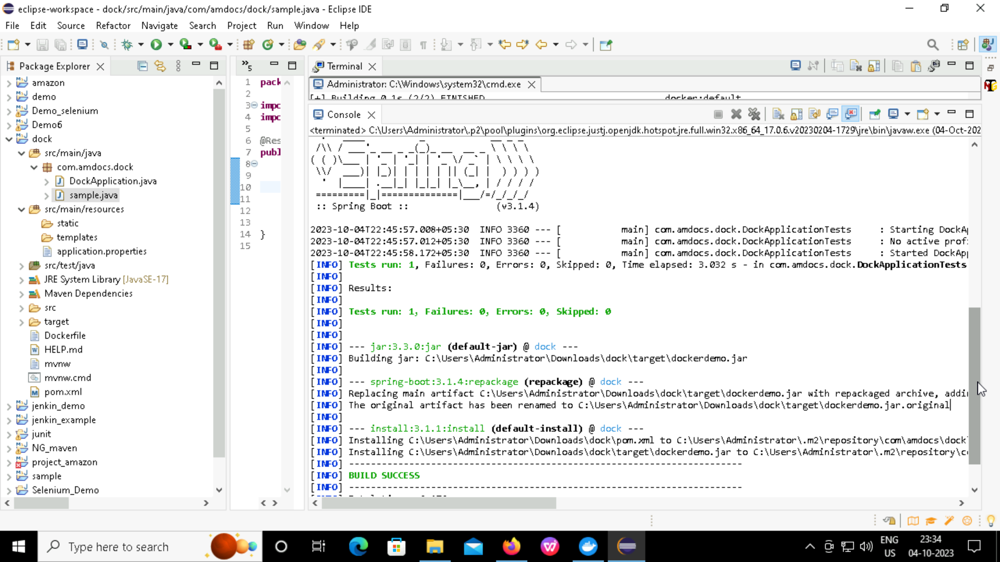 eclipse-workspace - dock/src/main/java/com/amdocs/dock/sample.java - Eclipse IDE
File Edit Source Refactor Navigate Search Project Run Window Help
Package Explorer
amazon
demo
Demo_selenium
Demo6
dock
src/main/java
com.amdocs.dock
DockApplication.java
sample.java
src/main/resources
static
templates
application.properties
src/test/java
JRE System Library [JavaSE-17]
Maven Dependencies
src
target
Dockerfile
HELP.md
mvnw
mvnw.cmd
pom.xml
jenkin_demo
jenkin_example
junit
NG_maven
project_amazon
sample
Selenium_Demo
»5
1 pack
2
3 impo
4 impo
5
6 @Res
7 publ
8
9
10
11
12
13
14 }
15
Terminal
Administrator: C:\Windows\system32\cmd.exe
[+] Building 0.1s (2/2) FINISHED docker:default
Console
<terminated> C:\Users\Administrator\.p2\pool\plugins\org.eclipse.justj.openjdk.hotspot.jre.full.win32.x86_64_17.0.6.v20230204-1729\jre\bin\javaw.exe (04-Oct-202
Spring
:: Spring Boot :: (v3.1.4)
2023-10-04T22:45:57.008+05:30 INFO 3360 --- [ main] com.amdocs.dock.DockApplicationTests : Starting DockAp
2023-10-04T22:45:57.012+05:30 INFO 3360 --- [ main] com.amdocs.dock.DockApplicationTests : No active prof
2023-10-04T22:45:58.172+05:30 INFO 3360 --- [ main] com.amdocs.dock.DockApplicationTests : Started DockApp
[INFO] Tests run: 1, Failures: 0, Errors: 0, Skipped: 0, Time elapsed: 3.032 s - in com.amdocs.dock.DockApplicationTests
[INFO]
[INFO] Results:
[INFO]
[INFO] Tests run: 1, Failures: 0, Errors: 0, Skipped: 0
[INFO]
[INFO]
[INFO] --- jar:3.3.0:jar (default-jar) @ dock ---
[INFO] Building jar: C:\Users\Administrator\Downloads\dock\target\dockerdemo.jar
[INFO]
[INFO] --- spring-boot:3.1.4:repackage (repackage) @ dock ---
[INFO] Replacing main artifact C:\Users\Administrator\Downloads\dock\target\dockerdemo.jar with repackaged archive, addi
[INFO] The original artifact has been renamed to C:\Users\Administrator\Downloads\dock\target\dockerdemo.jar.original
[INFO]
[INFO] --- install:3.1.1:install (default-install) @ dock ---
[INFO] Installing C:\Users\Administrator\Downloads\dock\pom.xml to C:\Users\Administrator\.m2\repository\com\amdocs\dock
[INFO] Installing C:\Users\Administrator\Downloads\dock\target\dockerdemo.jar to C:\Users\Administrator\.m2\repository\c
[INFO] ------------------------------------------------------------------------
[INFO] BUILD SUCCESS
[INFO] ------------------------------------------------------------------------
Type here to search
ENG
US
23:34
04-10-2023